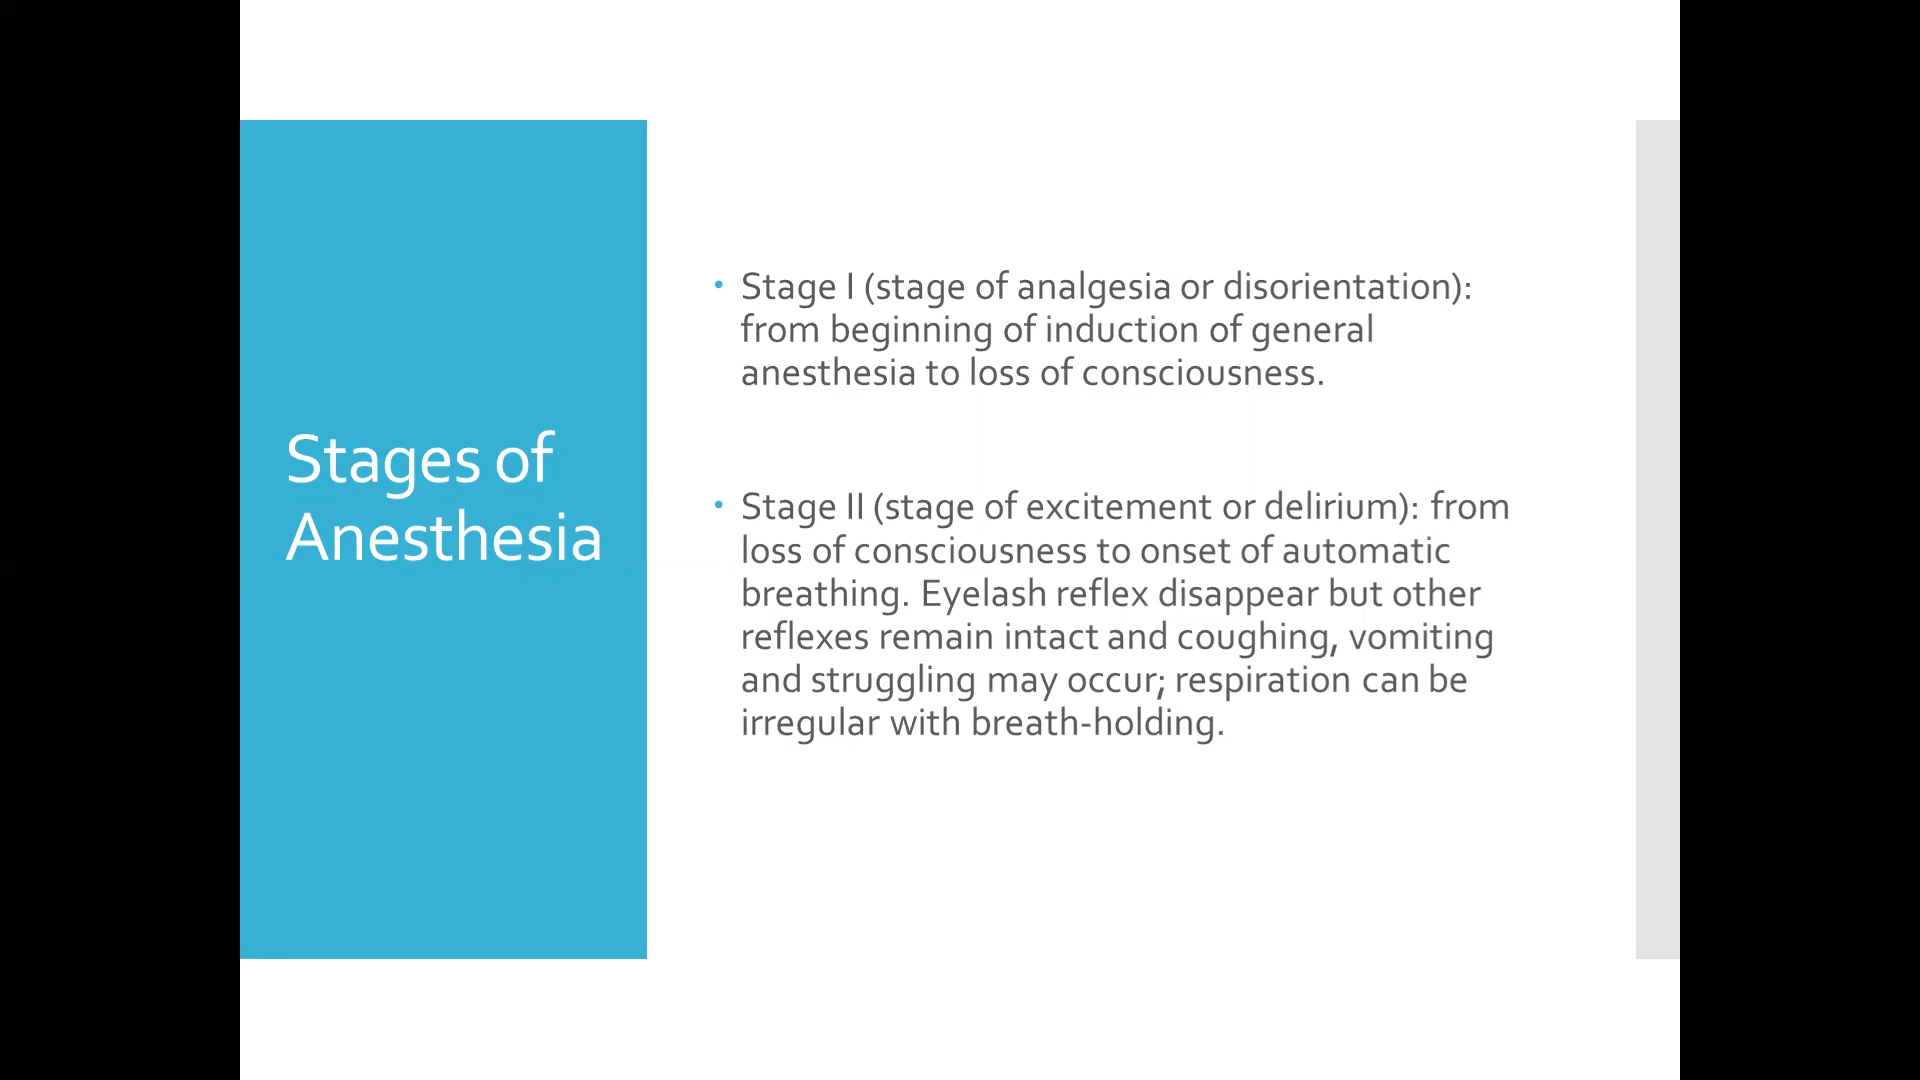 Stages of
Anesthesia
• Stage I (stage of analgesia or disorientation):
from beginning of induction of general
anesthesia to loss of consciousness.
• Stage II (stage of excitement or delirium): from
loss of consciousness to onset of automatic
breathing. Eyelash reflex disappear but other
reflexes remain intact and coughing, vomiting
and struggling may occur; respiration can be
irregular with breath-holding.